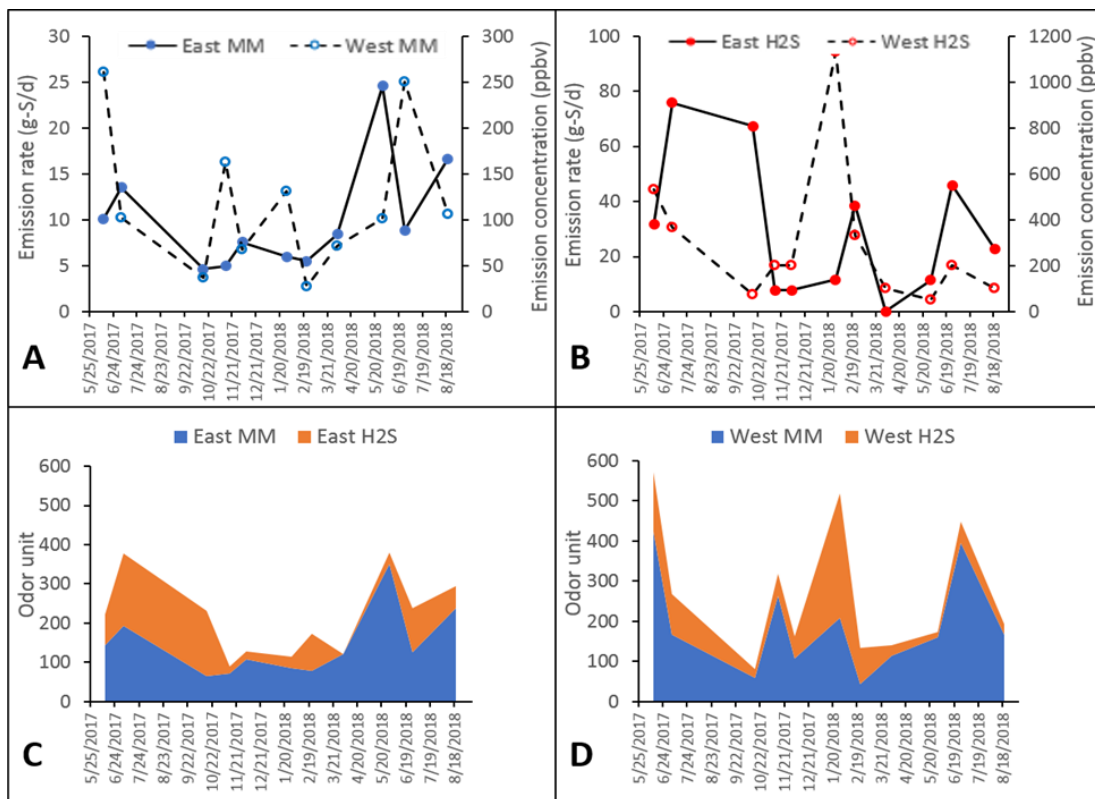 East MM West MM
Emission rate (g-S/d)
30
25
20
15
10
5
0
300
250
200
150
100
50
0
Emission concentration (ppbv)
5/25/2017 6/24/2017 7/24/2017 8/23/2017 9/22/2017 10/22/2017 11/21/2017 12/21/2017 1/20/2018 2/19/2018 3/21/2018 4/20/2018 5/20/2018 6/19/2018 7/19/2018 8/18/2018
A
East H2S West H2S
Emission rate (g-S/d)
100
80
60
40
20
0
1200
1000
800
600
400
200
0
Emission concentration (ppbv)
5/25/2017 6/24/2017 7/24/2017 8/23/2017 9/22/2017 10/22/2017 11/21/2017 12/21/2017 1/20/2018 2/19/2018 3/21/2018 4/20/2018 5/20/2018 6/19/2018 7/19/2018 8/18/2018
B
East MM East H2S
Odor unit
600
500
400
300
200
100
0
5/25/2017 6/24/2017 7/24/2017 8/23/2017 9/22/2017 10/22/2017 11/21/2017 12/21/2017 1/20/2018 2/19/2018 3/21/2018 4/20/2018 5/20/2018 6/19/2018 7/19/2018 8/18/2018
C
West MM West H2S
Odor unit
600
500
400
300
200
100
0
5/25/2017 6/24/2017 7/24/2017 8/23/2017 9/22/2017 10/22/2017 11/21/2017 12/21/2017 1/20/2018 2/19/2018 3/21/2018 4/20/2018 5/20/2018 6/19/2018 7/19/2018 8/18/2018
D